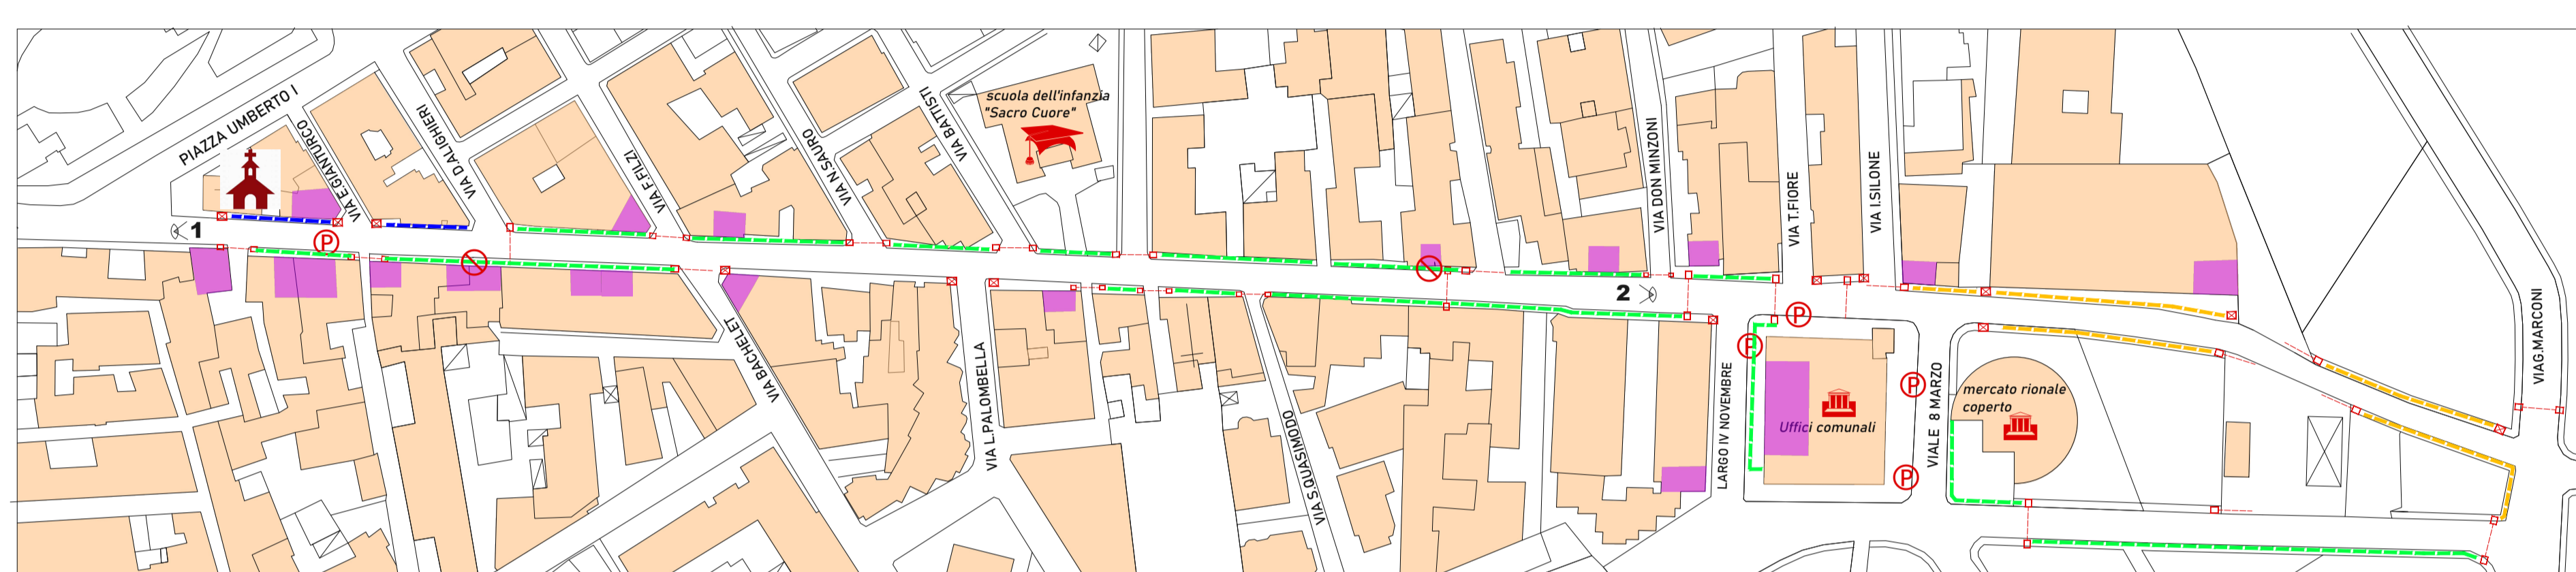 PIAZZA UMBERTO I
VIA E.GIANTURCO
VIA D.ALIGHIERI
VIA F.FILZI
VIA N.SAURO
VIA BATTISTI
scuola dell'infanzia
"Sacro Cuore"
VIA DON MINZONI
VIA T.FIORE
VIA I.SILONE
1
P
2
P
P
P
P
VIA BACHELET
VIA L.PALOMBELLA
VIA S.QUASIMODO
LARGO IV NOVEMBRE
Uffici comunali
VIALE 8 MARZO
mercato rionale
coperto
VIAG.MARCONI